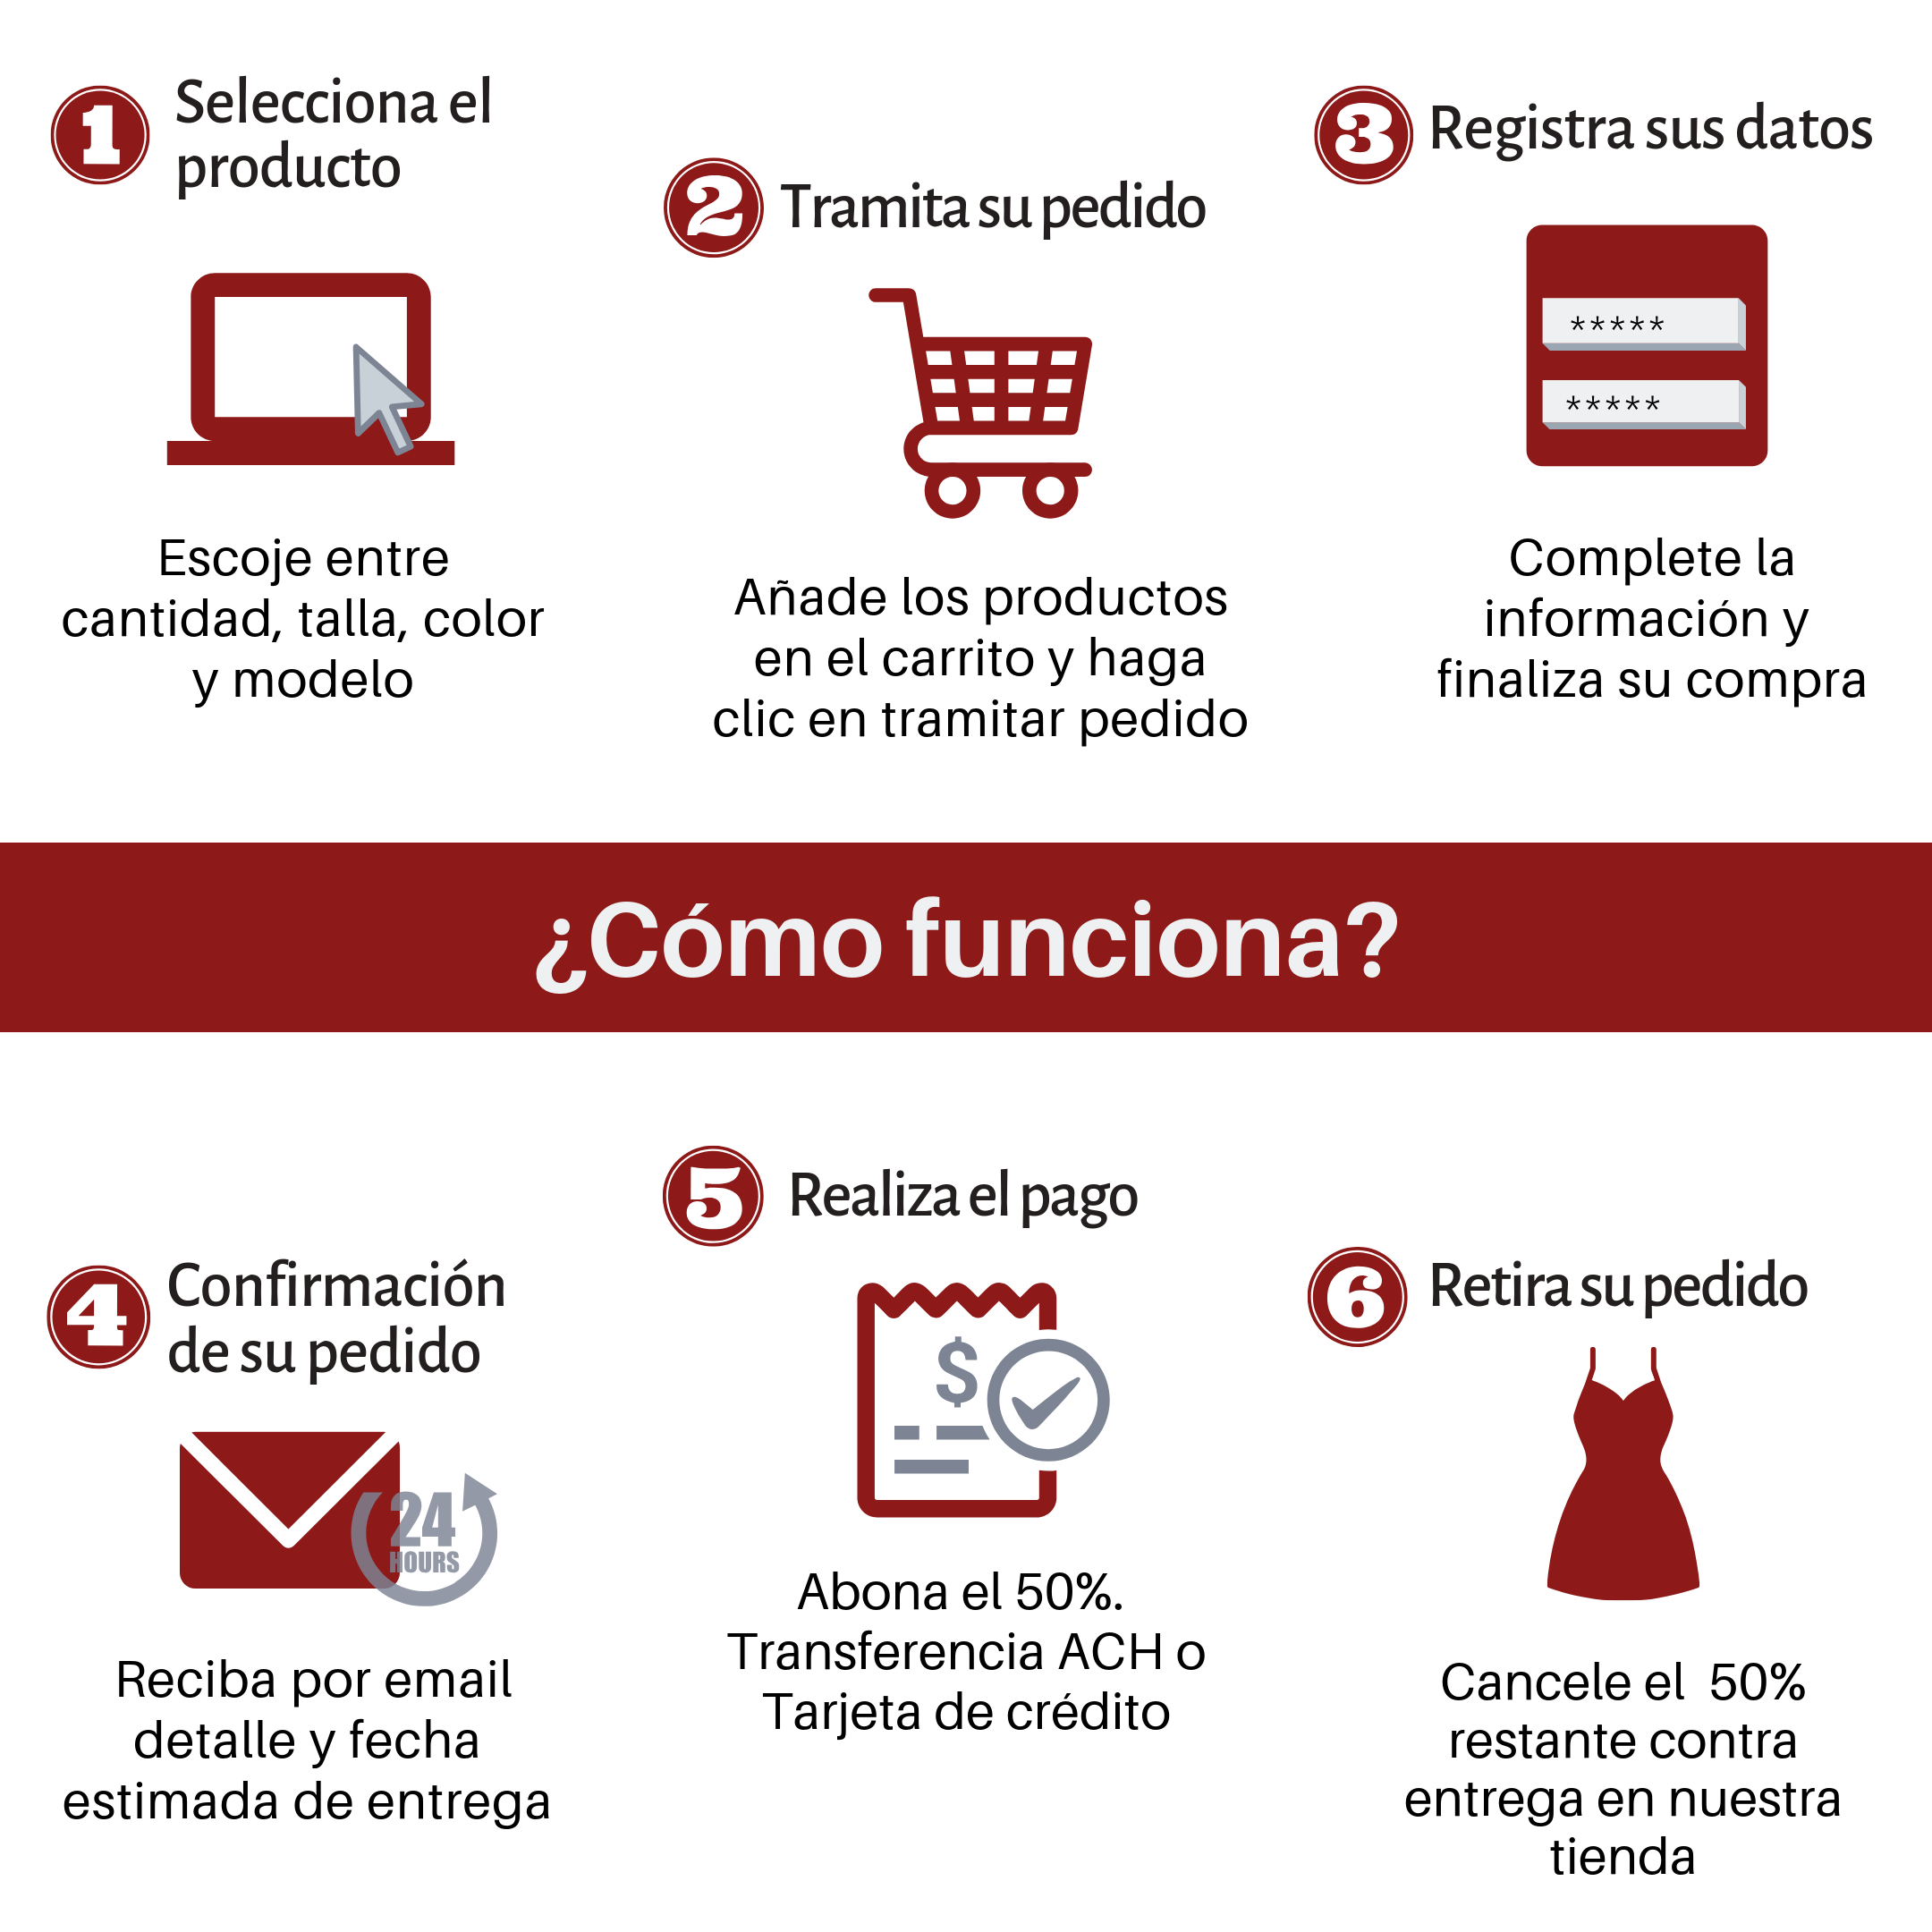 1
Selecciona el
producto
Escoje entre
cantidad, talla, color
y modelo
2
Tramita su pedido
Añade los productos
en el carrito y haga
clic en tramitar pedido
3
Registra sus datos
*****
*****
Complete la
información y
finaliza su compra
¿Cómo funciona?
4
Confirmación
de su pedido
24
HOURS
Reciba por email
detalle y fecha
estimada de entrega
5
Realiza el pago
$
Abona el 50%.
Transferencia ACH o
Tarjeta de crédito
6
Retira su pedido
Cancele el  50%
restante contra
entrega en nuestra
tienda